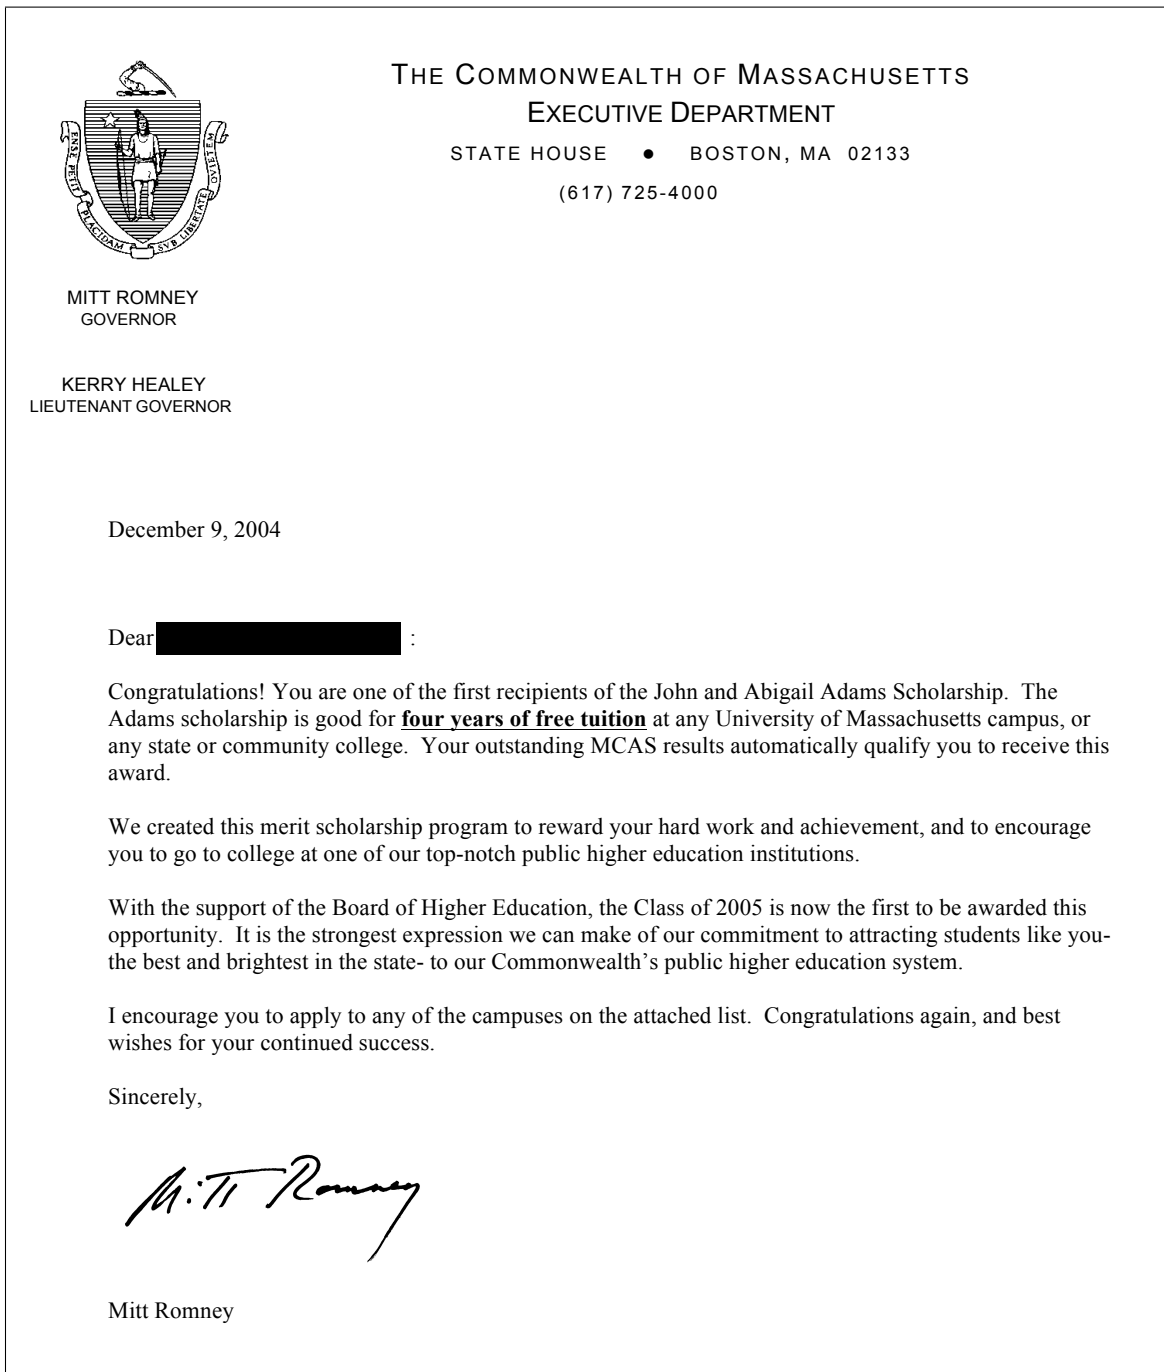 THE COMMONWEALTH OF MASSACHUSETTS
EXECUTIVE DEPARTMENT
STATE HOUSE • BOSTON, MA 02133
(617) 725-4000
ENSE PETIT PLACIDAM SVB LIBERTATE QVIETEM
MITT ROMNEY
GOVERNOR
KERRY HEALEY
LIEUTENANT GOVERNOR
December 9, 2004
Dear :
Congratulations! You are one of the first recipients of the John and Abigail Adams Scholarship. The
Adams scholarship is good for four years of free tuition at any University of Massachusetts campus, or
any state or community college. Your outstanding MCAS results automatically qualify you to receive this
award.
We created this merit scholarship program to reward your hard work and achievement, and to encourage
you to go to college at one of our top-notch public higher education institutions.
With the support of the Board of Higher Education, the Class of 2005 is now the first to be awarded this
opportunity. It is the strongest expression we can make of our commitment to attracting students like you-
the best and brightest in the state- to our Commonwealth’s public higher education system.
I encourage you to apply to any of the campuses on the attached list. Congratulations again, and best
wishes for your continued success.
Sincerely,
Mitt Romney
Mitt Romney